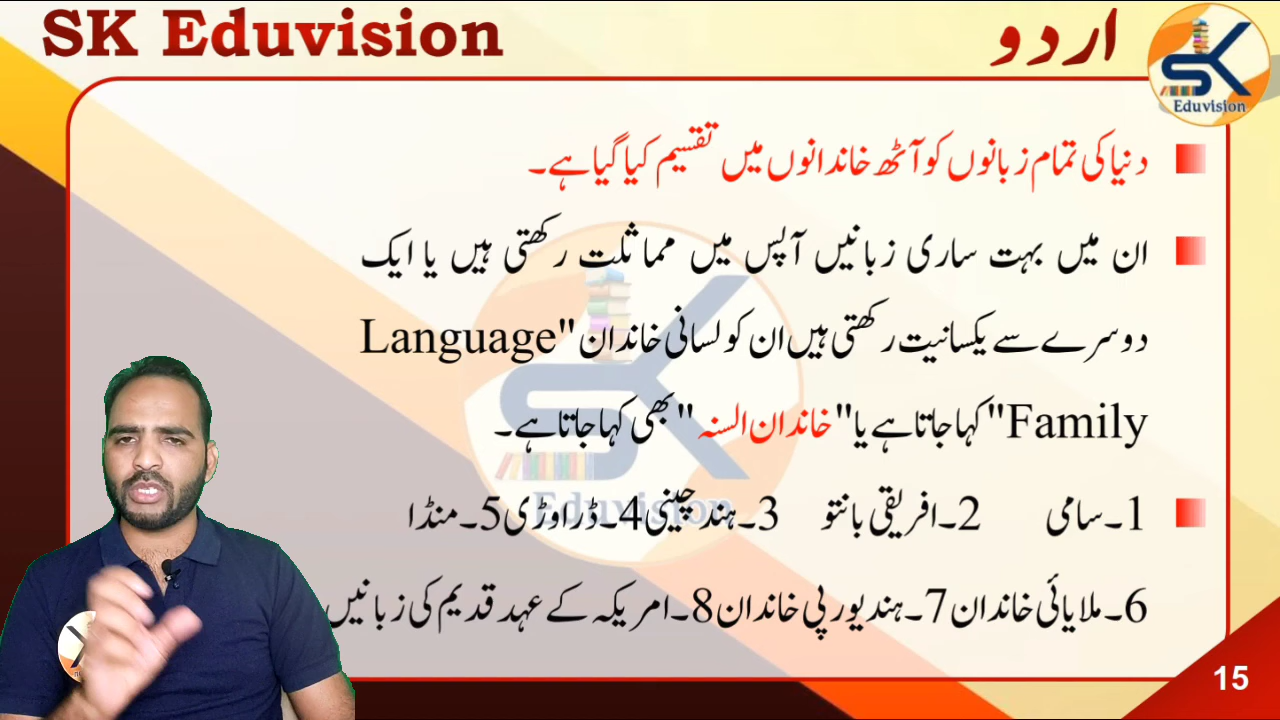 SK Eduvision
اردو
SK
Eduvision
دنیا کی تمام زبانوں کو آٹھ خاندانوں میں تقسیم کیا گیا ہے۔
ان میں بہت ساری زبانیں آپس میں مماثلت رکھتی ہیں یا ایک
دوسرے سے یکسانیت رکھتی ہیں ان کو لسانی خاندان "Language
Family" کہا جاتا ہے یا "خاندان السنہ" بھی کہا جاتا ہے۔
1۔سامی 2۔افریقی بانتو 3۔ہند چینی 4۔ڈراوڑی 5۔منڈا
6۔ملایائی خاندان 7۔ہند یورپی خاندان 8۔امریکہ کے عہد قدیم کی زبانیں
SK
Eduvision
15